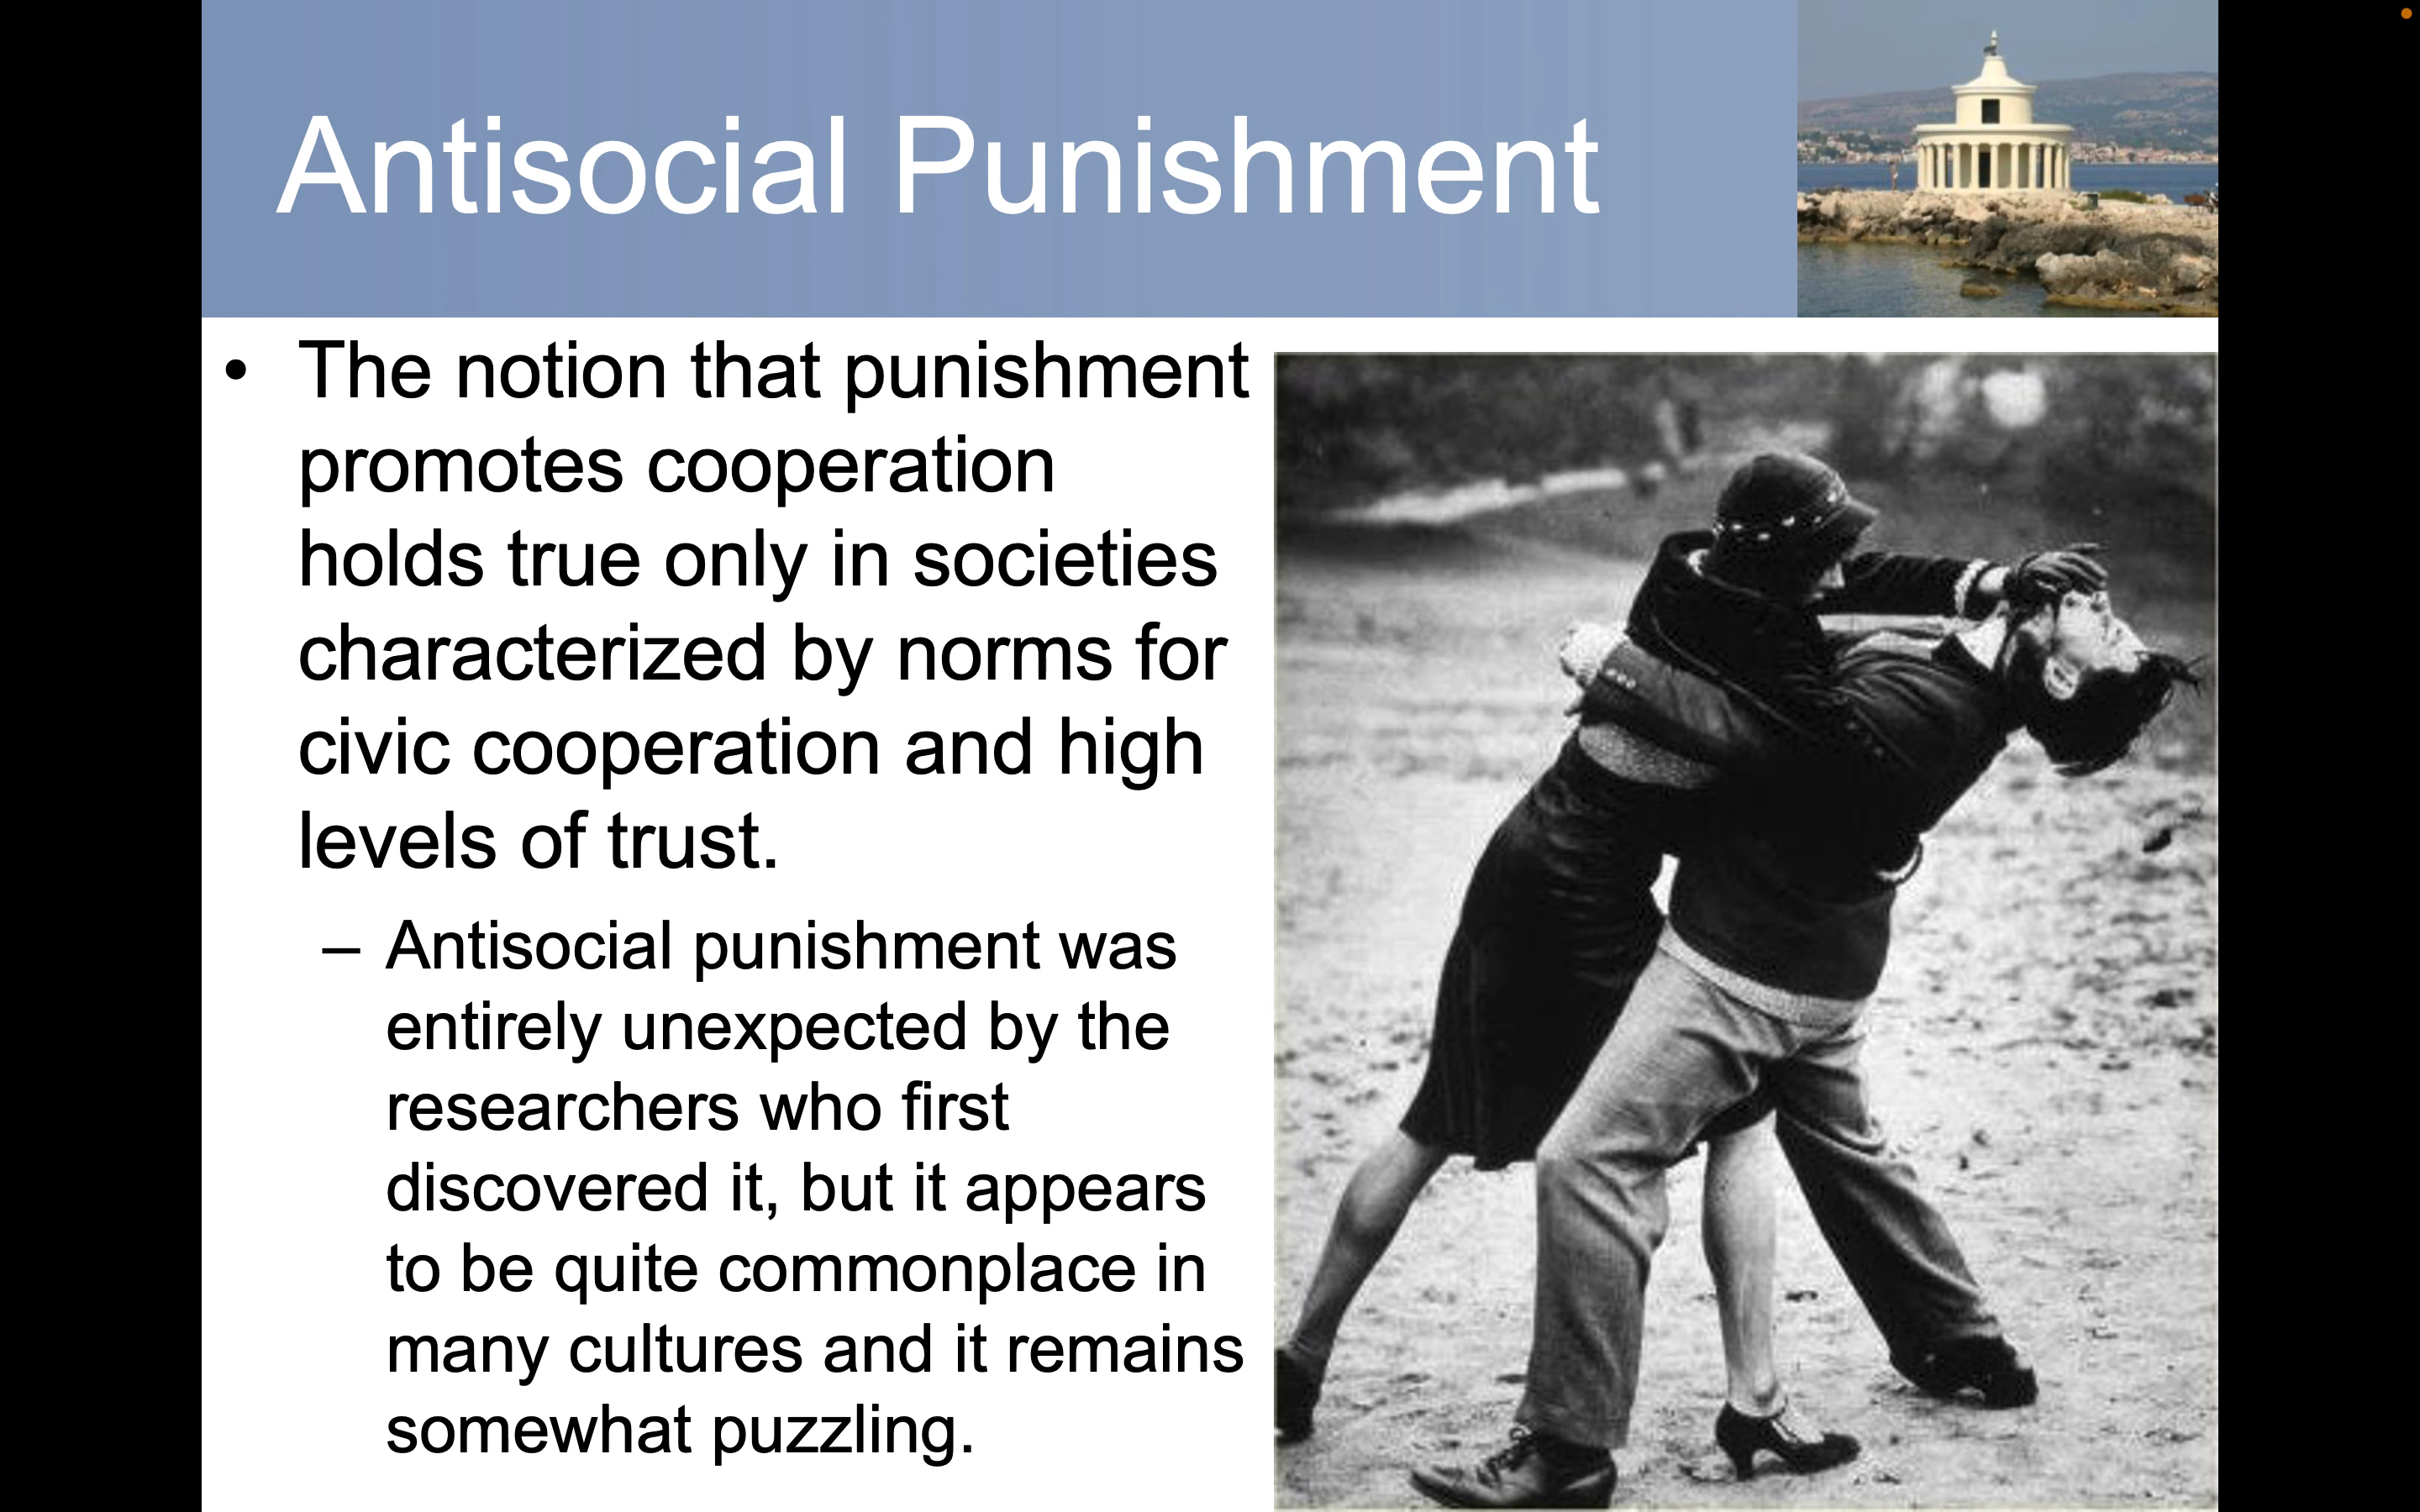 Antisocial Punishment
• The notion that punishment
promotes cooperation
holds true only in societies
characterized by norms for
civic cooperation and high
levels of trust.
– Antisocial punishment was
entirely unexpected by the
researchers who first
discovered it, but it appears
to be quite commonplace in
many cultures and it remains
somewhat puzzling.